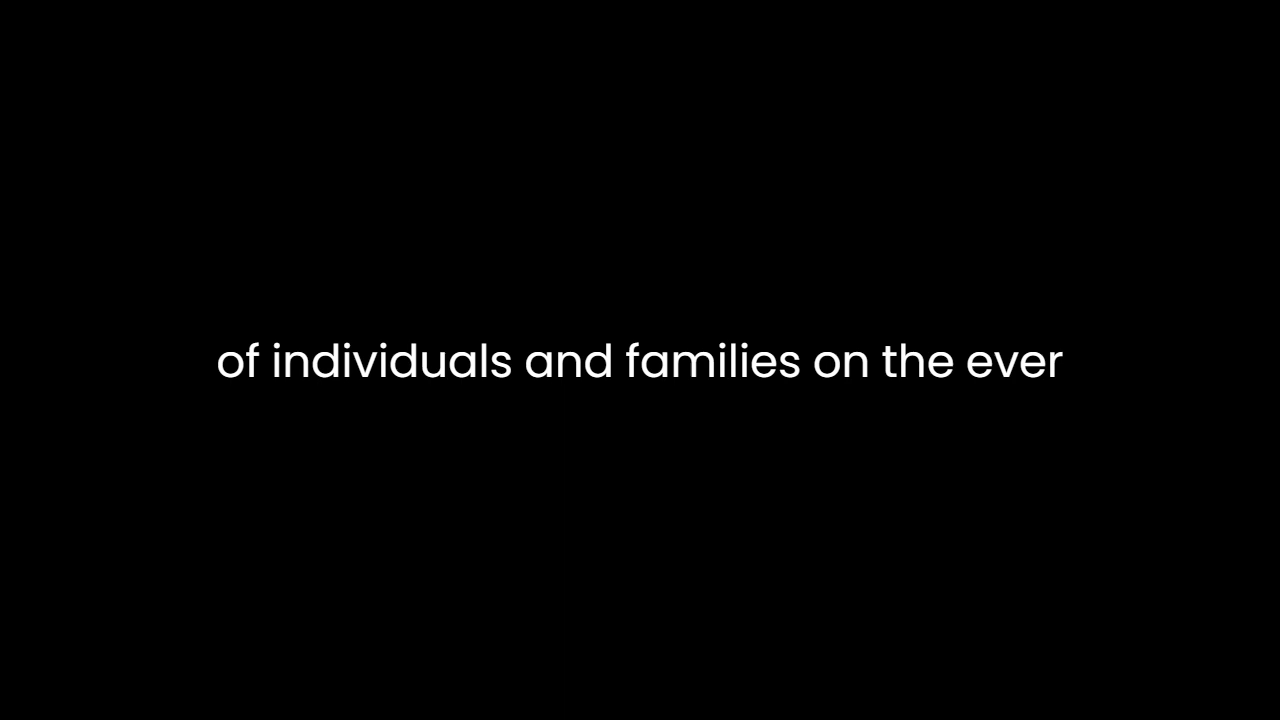 of individuals and families on the ever